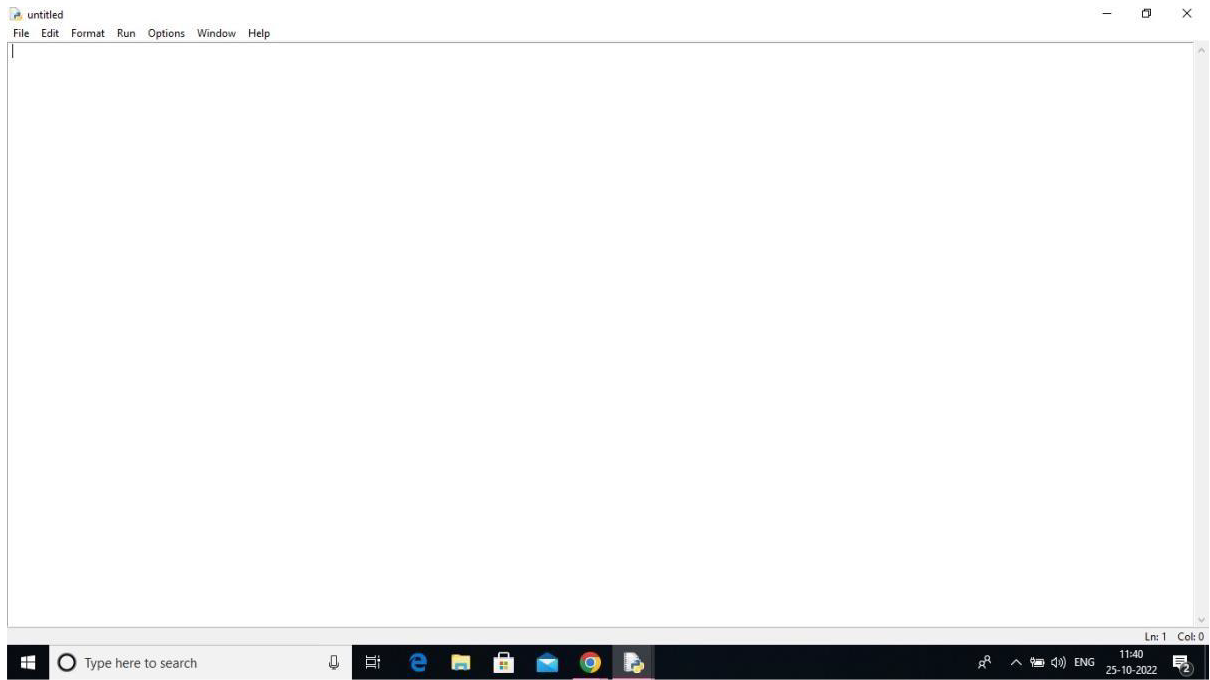 untitled
File Edit Format Run Options Window Help
Ln: 1 Col: 0
Type here to search
ENG
11:40
25-10-2022
2